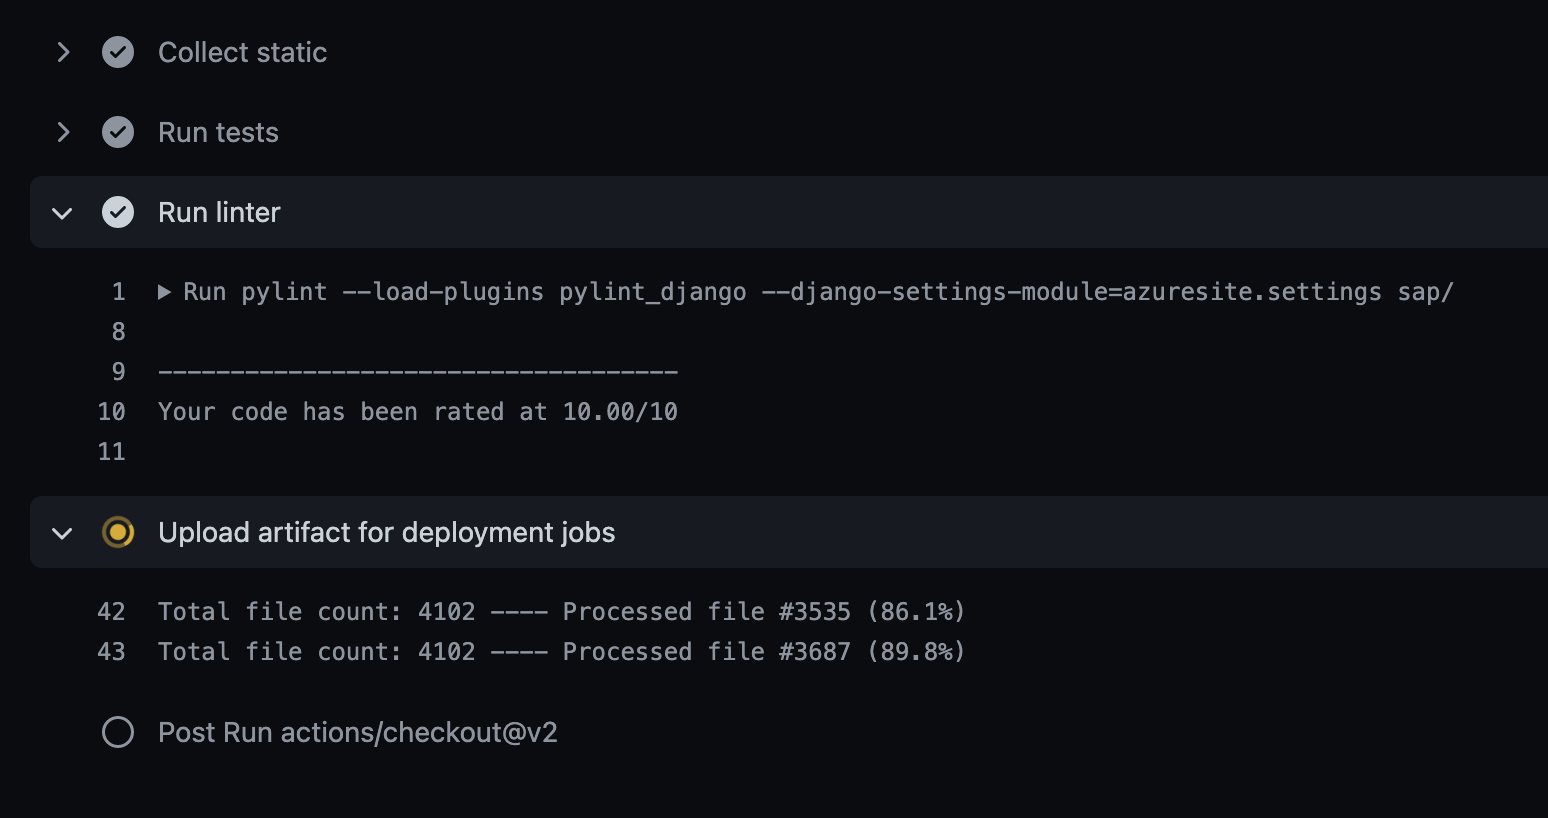 Collect static
Run tests
Run linter
1 Run pylint --load-plugins pylint_django --django-settings-module=azuresite.settings sap/
8
9 ------------------------------------
10 Your code has been rated at 10.00/10
11
Upload artifact for deployment jobs
42 Total file count: 4102 ---- Processed file #3535 (86.1%)
43 Total file count: 4102 ---- Processed file #3687 (89.8%)
Post Run actions/checkout@v2